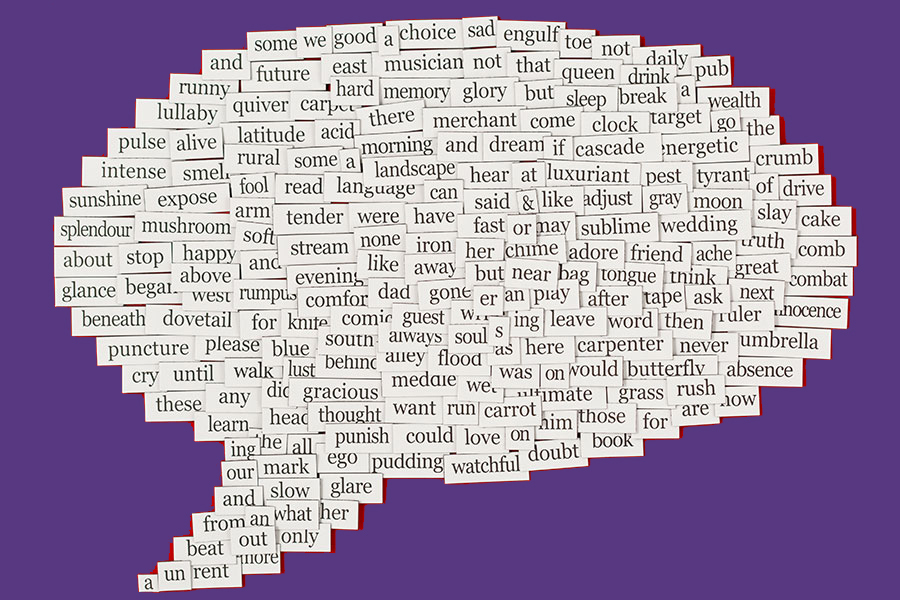 some we good a choice sad engulf toe not
and future east musician not that queen drink daily pub
runny hard memory glory but sleep break a wealth
lullaby quiver carpet there merchant come clock target go the
pulse alive latitude acid morning and dream if cascade energetic crumb
intense smell rural some a landscape hear at luxuriant pest tyrant of drive
sunshine expose fool read language can said & like adjust gray moon slay cake
splendour mushroom arm tender were have fast or may sublime wedding truth comb
about stop happy soft stream none iron her chime adore friend ache great combat
glance began above and evening like away but near bag tongue think next innocence
west rumpus comfort dad gone er an play after tape ask ruler
beneath dovetail for knife comic guest ing leave word then umbrella
puncture please blue south always soul s as here carpenter never absence
cry until walk lust behind alley flood was on would butterfly now
these any did gracious meddle wet ultimate grass rush are
learn head thought want run carrot him those for
ing he all punish could love on doubt book
our mark ego pudding watchful
and slow glare
from an what her
beat out only
a un rent more